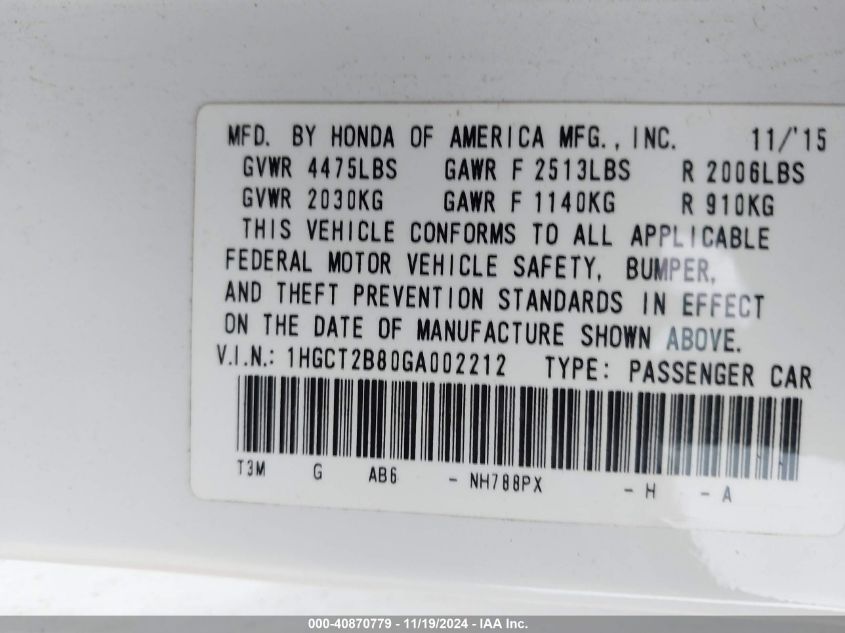 MFD. BY HONDA OF AMERICA MFG., INC. 11/'15
GVWR 4475LBS GAWR F 2513LBS R 2006LBS
GVWR 2030KG GAWR F 1140KG R 910KG
THIS VEHICLE CONFORMS TO ALL APPLICABLE
FEDERAL MOTOR VEHICLE SAFETY, BUMPER,
AND THEFT PREVENTION STANDARDS IN EFFECT
ON THE DATE OF MANUFACTURE SHOWN ABOVE.
V.I.N.: 1HGCT2B80GA002212 TYPE: PASSENGER CAR
T3M G AB6 - NH788PX - H - A
000-40870779 - 11/19/2024 - IAA Inc.